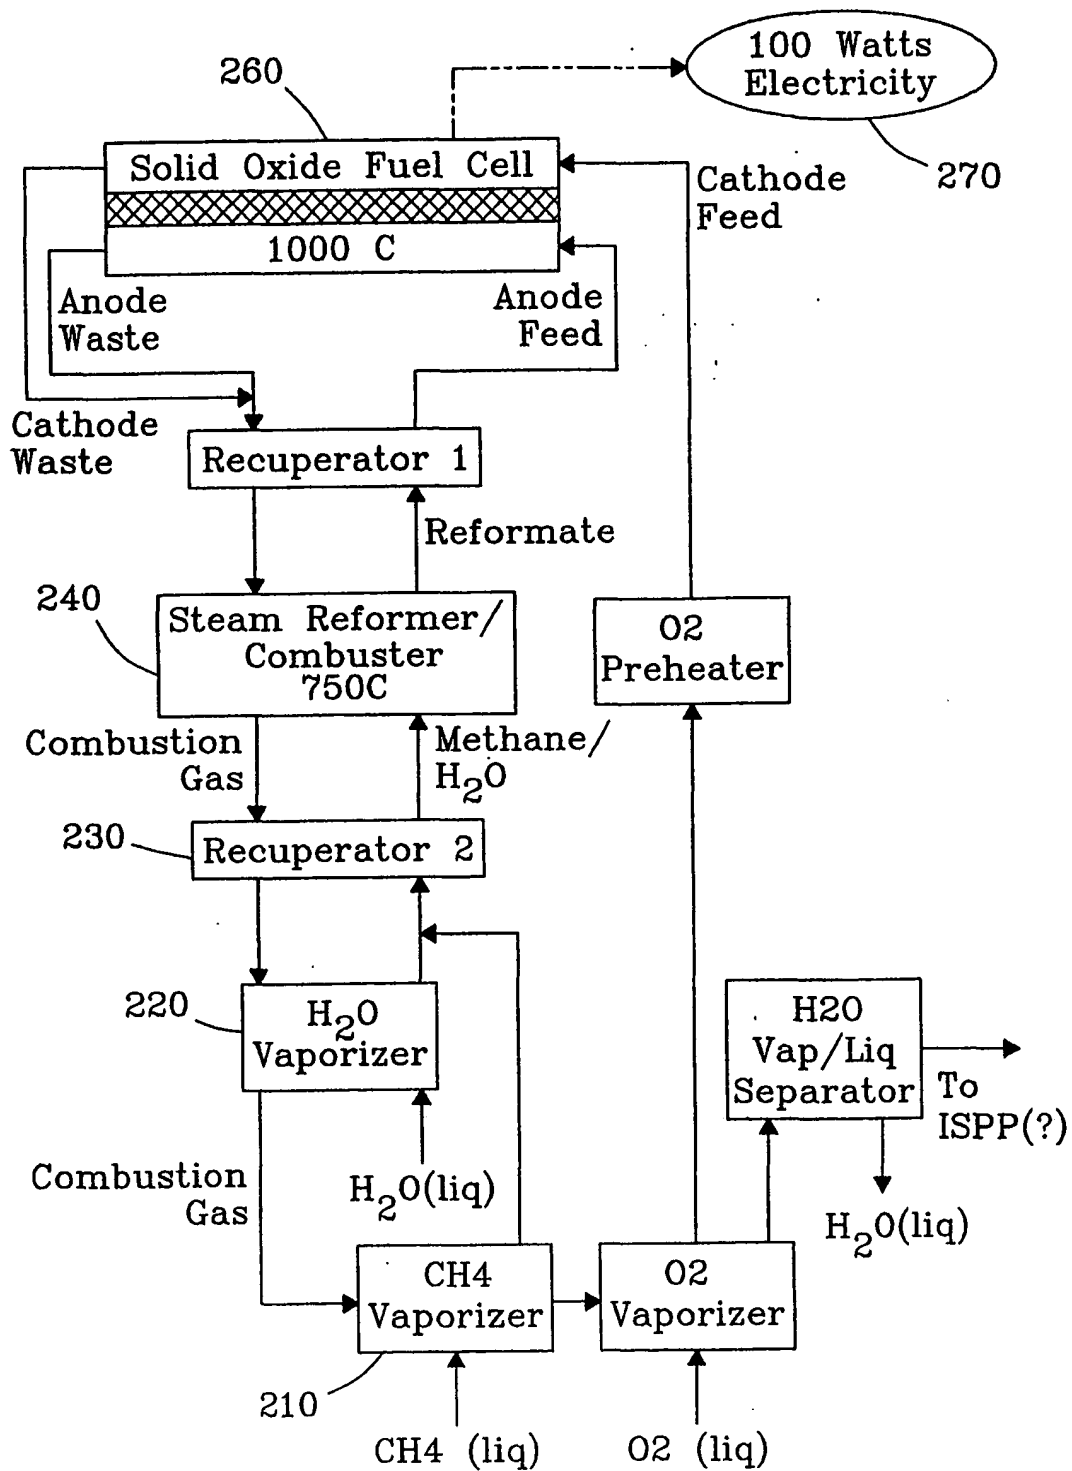 100 Watts
Electricity
260
270
Solid Oxide Fuel Cell
1000 C
Cathode
Feed
Anode
Waste
Anode
Feed
Cathode
Waste
Recuperator 1
Reformate
240
Steam Reformer/
Combuster
750C
O2
Preheater
Combustion
Gas
Methane/
H2O
230
Recuperator 2
220
H2O
Vaporizer
H2O
Vap/Liq
Separator
To
ISPP(?)
Combustion
Gas
H2O(liq)
H2O(liq)
CH4
Vaporizer
O2
Vaporizer
210
CH4 (liq)
O2 (liq)